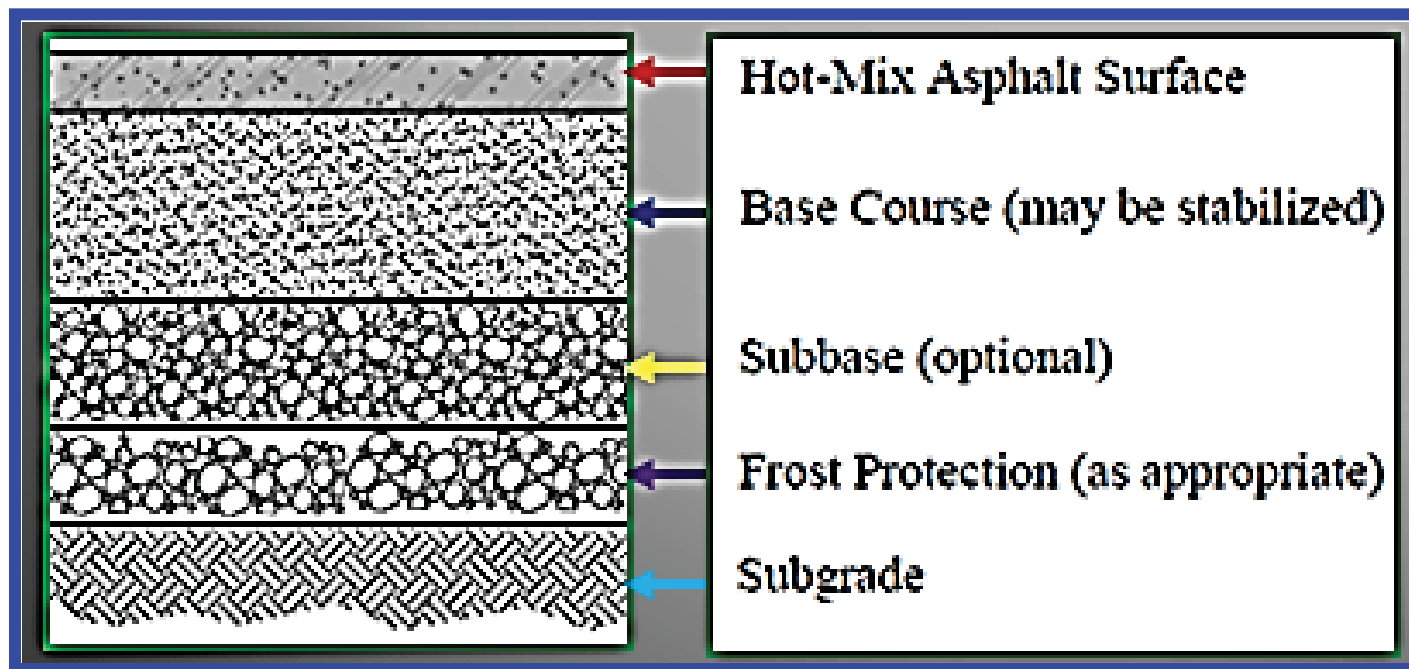 Hot-Mix Asphalt Surface
Base Course (may be stabilized)
Subbase (optional)
Frost Protection (as appropriate)
Subgrade